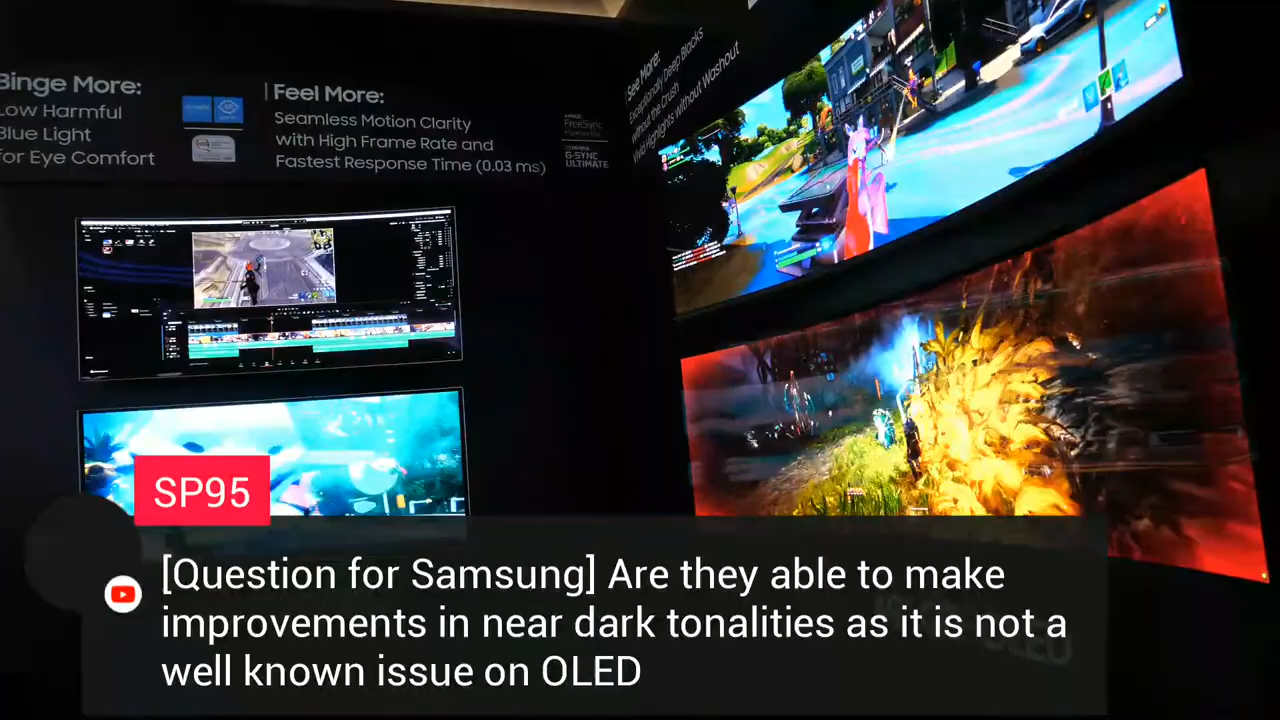 Binge More:
Low Harmful
Blue Light
for Eye Comfort
Feel More:
Seamless Motion Clarity
with High Frame Rate and
Fastest Response Time (0.03 ms)
FreeSync
G-SYNC
ULTIMATE
See More:
Exceptionally Deep Blacks
without the Crush
Vivid Highlights without Washout
SP95
[Question for Samsung] Are they able to make
improvements in near dark tonalities as it is not a
well known issue on OLED